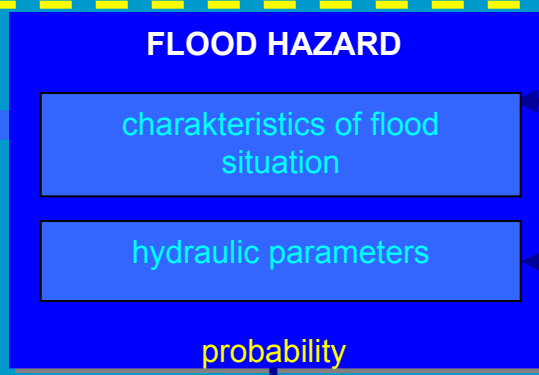 FLOOD HAZARD
charakteristics of flood
situation
hydraulic parameters
probability